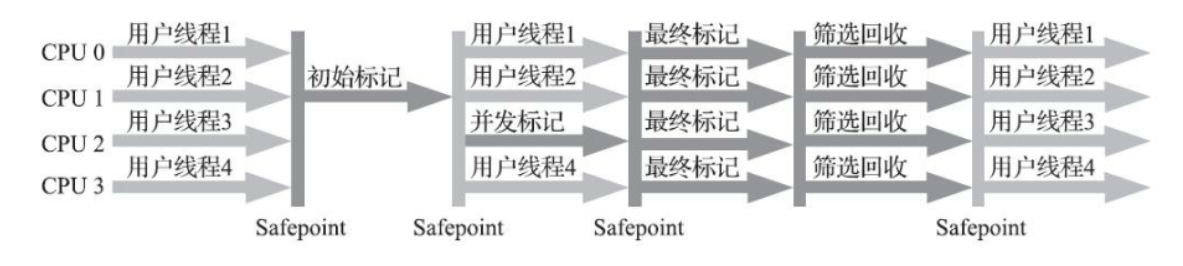 CPU 0 用户线程1 用户线程1 最终标记 筛选回收 用户线程1
CPU 1 用户线程2 初始标记 用户线程2 最终标记 筛选回收 用户线程2
CPU 2 用户线程3 并发标记 最终标记 筛选回收 用户线程3
CPU 3 用户线程4 用户线程4 最终标记 筛选回收 用户线程4
Safepoint Safepoint Safepoint Safepoint